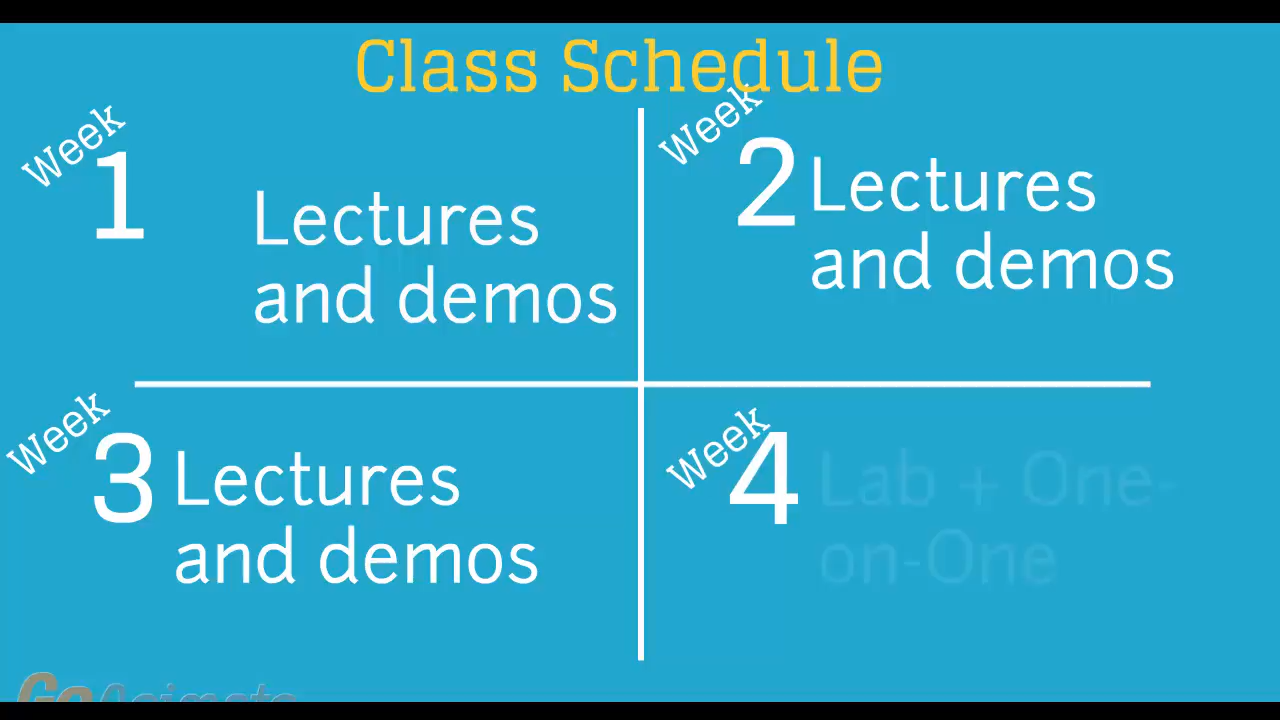 Class Schedule
Week
1
Lectures
and demos
Week
2
Lectures
and demos
Week
3
Lectures
and demos
Week
4
Lab + One-
on-One
GoAnimate